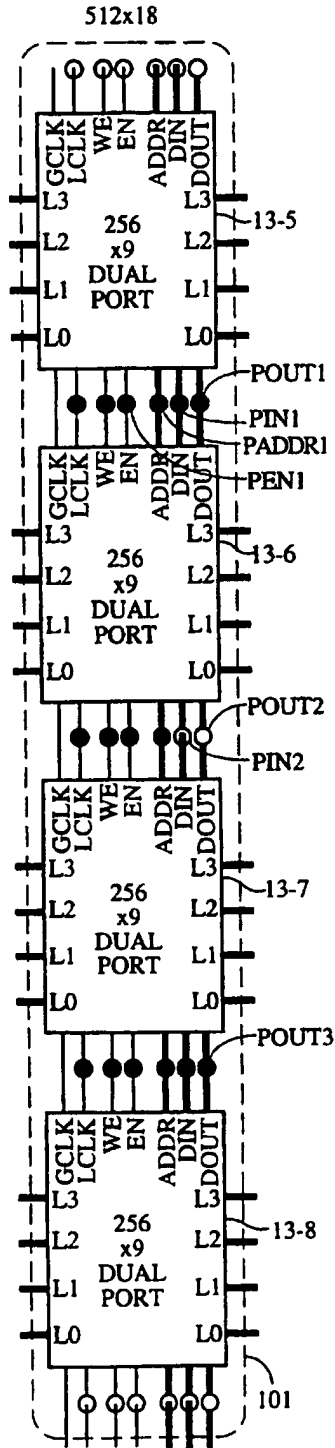 512x18
GCLK LCLK WE EN ADDR DIN DOUT
L3 L3
13-5
L2 256 L2
x9
DUAL
L1 PORT L1
L0 L0
POUT1
PIN1
PADDR1
PEN1
GCLK LCLK WE EN ADDR DIN DOUT
L3 L3
13-6
L2 256 L2
x9
DUAL
L1 PORT L1
L0 L0
POUT2
PIN2
GCLK LCLK WE EN ADDR DIN DOUT
L3 L3
13-7
L2 256 L2
x9
DUAL
L1 PORT L1
L0 L0
POUT3
GCLK LCLK WE EN ADDR DIN DOUT
L3 L3
13-8
L2 256 L2
x9
DUAL
L1 PORT L1
L0 L0
101